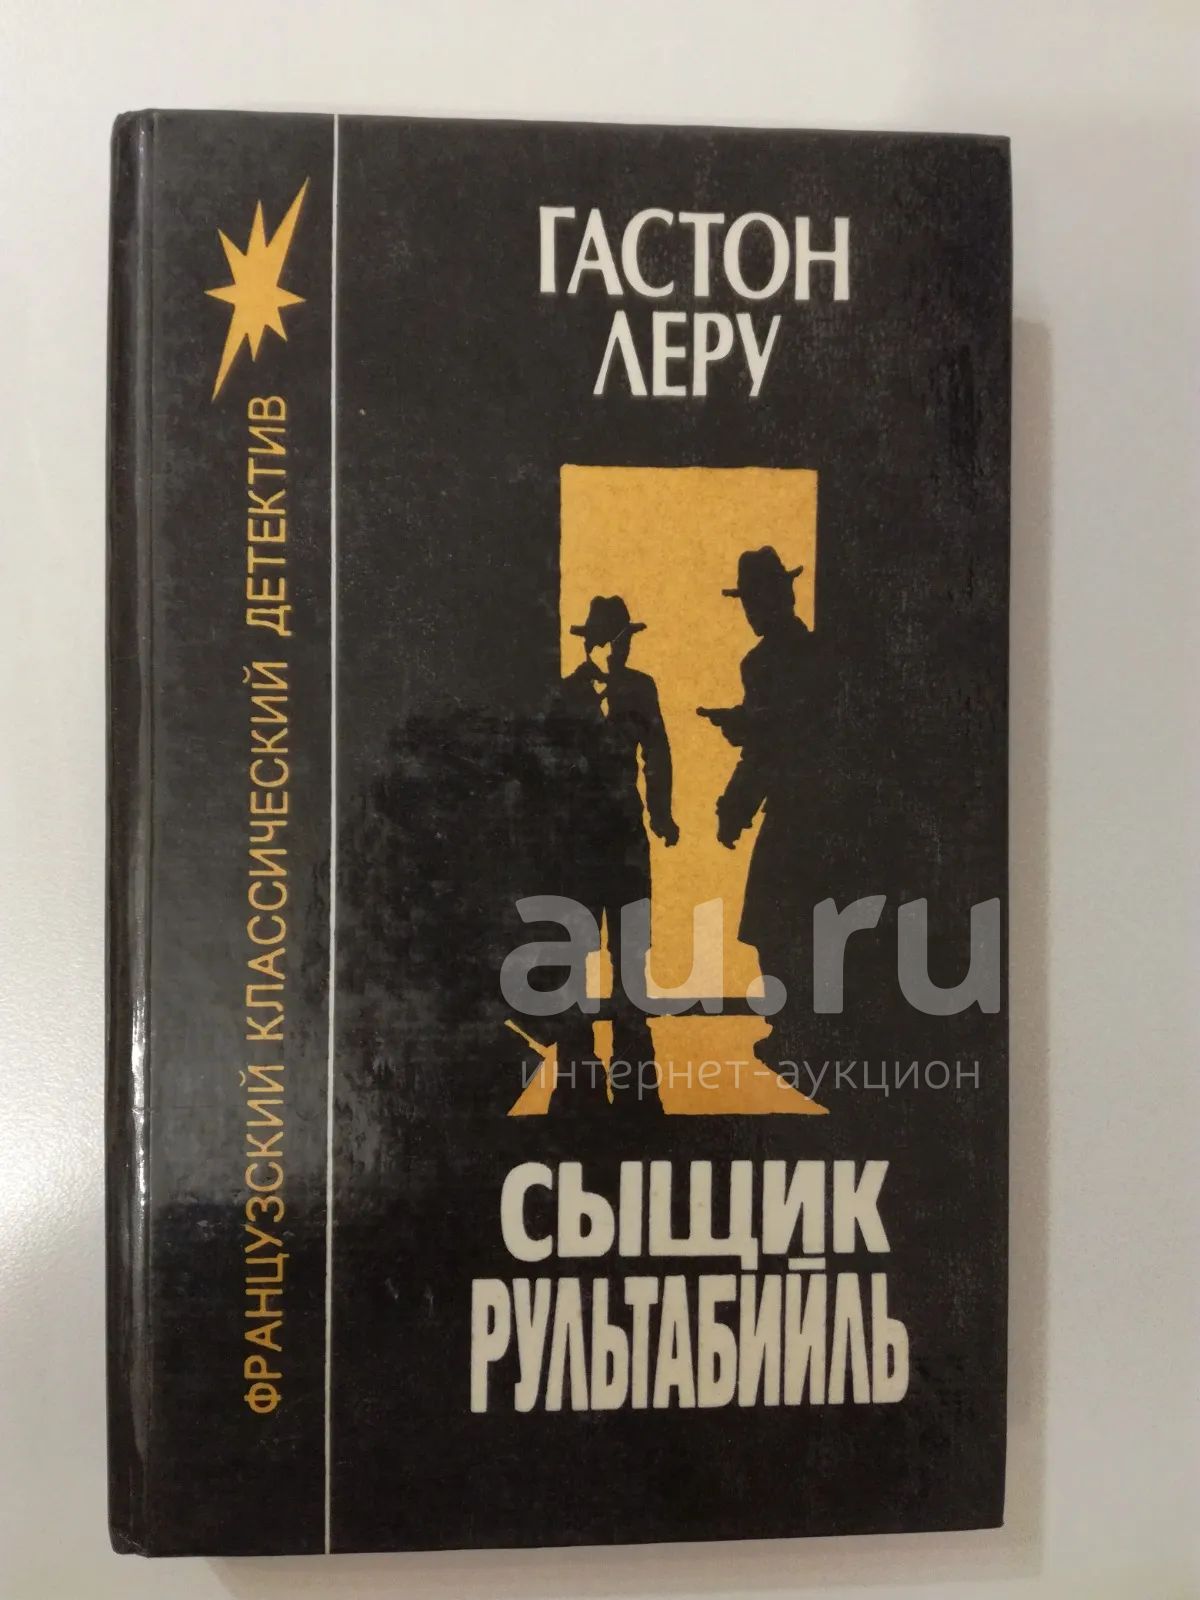 ГАСТОН
ЛЕРУ
ФРАНЦУЗСКИЙ КЛАССИЧЕСКИЙ ДЕТЕКТИВ
au.ru
интернет-аукцион
СЫЩИК
РУЛЬТАБИЙЛЬ